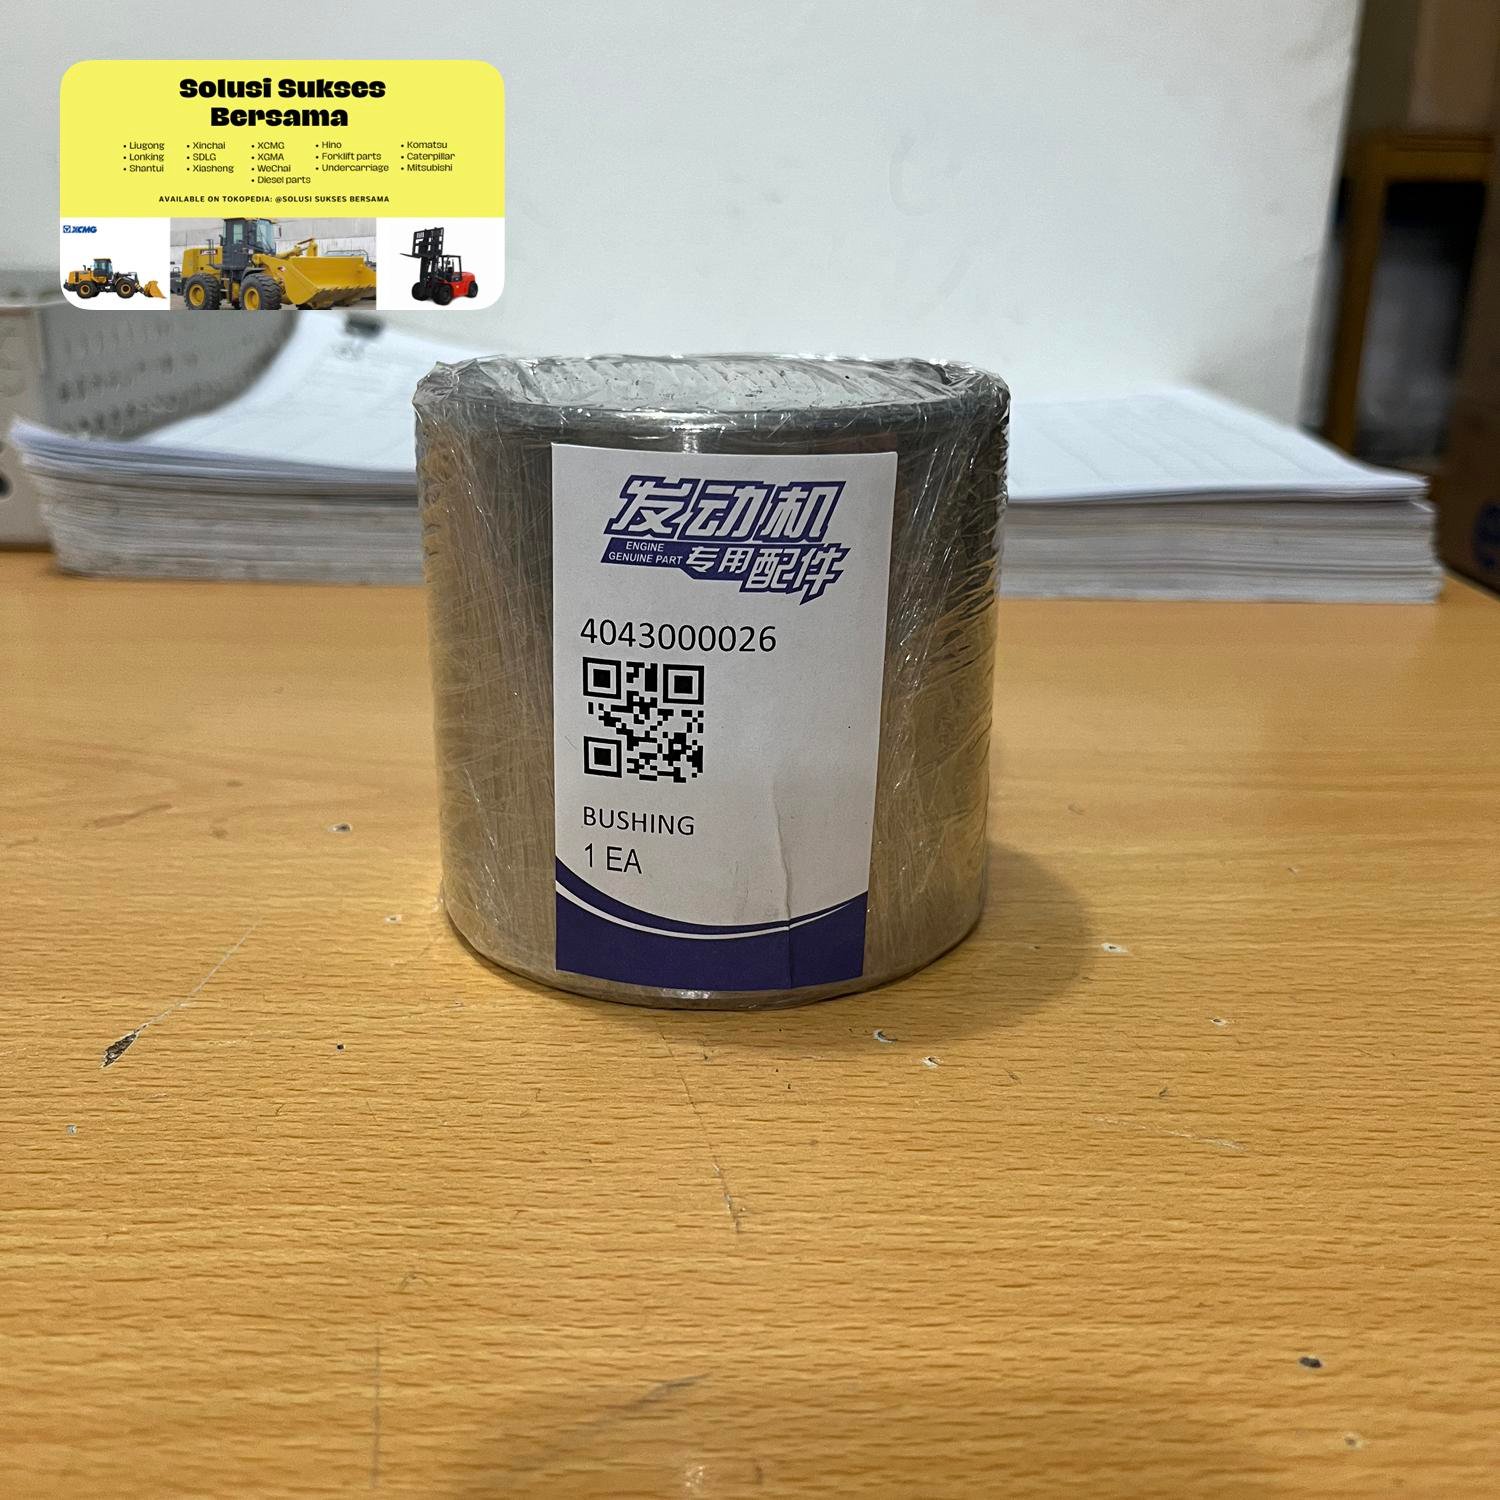 Solusi Sukses
Bersama
• Liugong
• Lonking
• Shantui
• Xinchai
• SDLG
• Xiasheng
• XCMG
• XGMA
• WeChai
• Diesel parts
• Hino
• Forklift parts
• Undercarriage
• Komatsu
• Caterpillar
• Mitsubishi
AVAILABLE ON TOKOPEDIA: @SOLUSI SUKSES BERSAMA
XCMG
发动机
ENGINE
GENUINE PART
专用配件
4043000026
BUSHING
1 EA